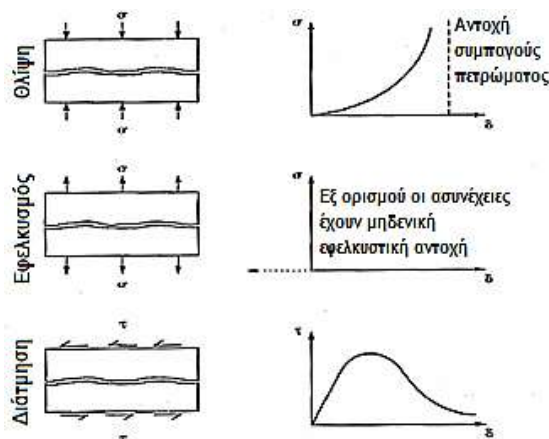 Θλίψη
σ
σ
σ
Αντοχή
συμπαγούς
πετρώματος
δ
Εφελκυσμός
σ
σ
σ
Εξ ορισμού οι ασυνέχειες
έχουν μηδενική
εφελκυστική αντοχή
δ
Διάτμηση
τ
τ
τ
δ